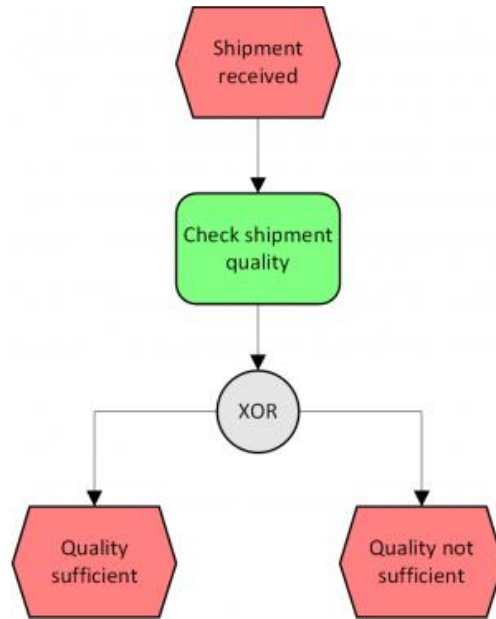 Shipment
received
Check shipment
quality
XOR
Quality
sufficient
Quality not
sufficient